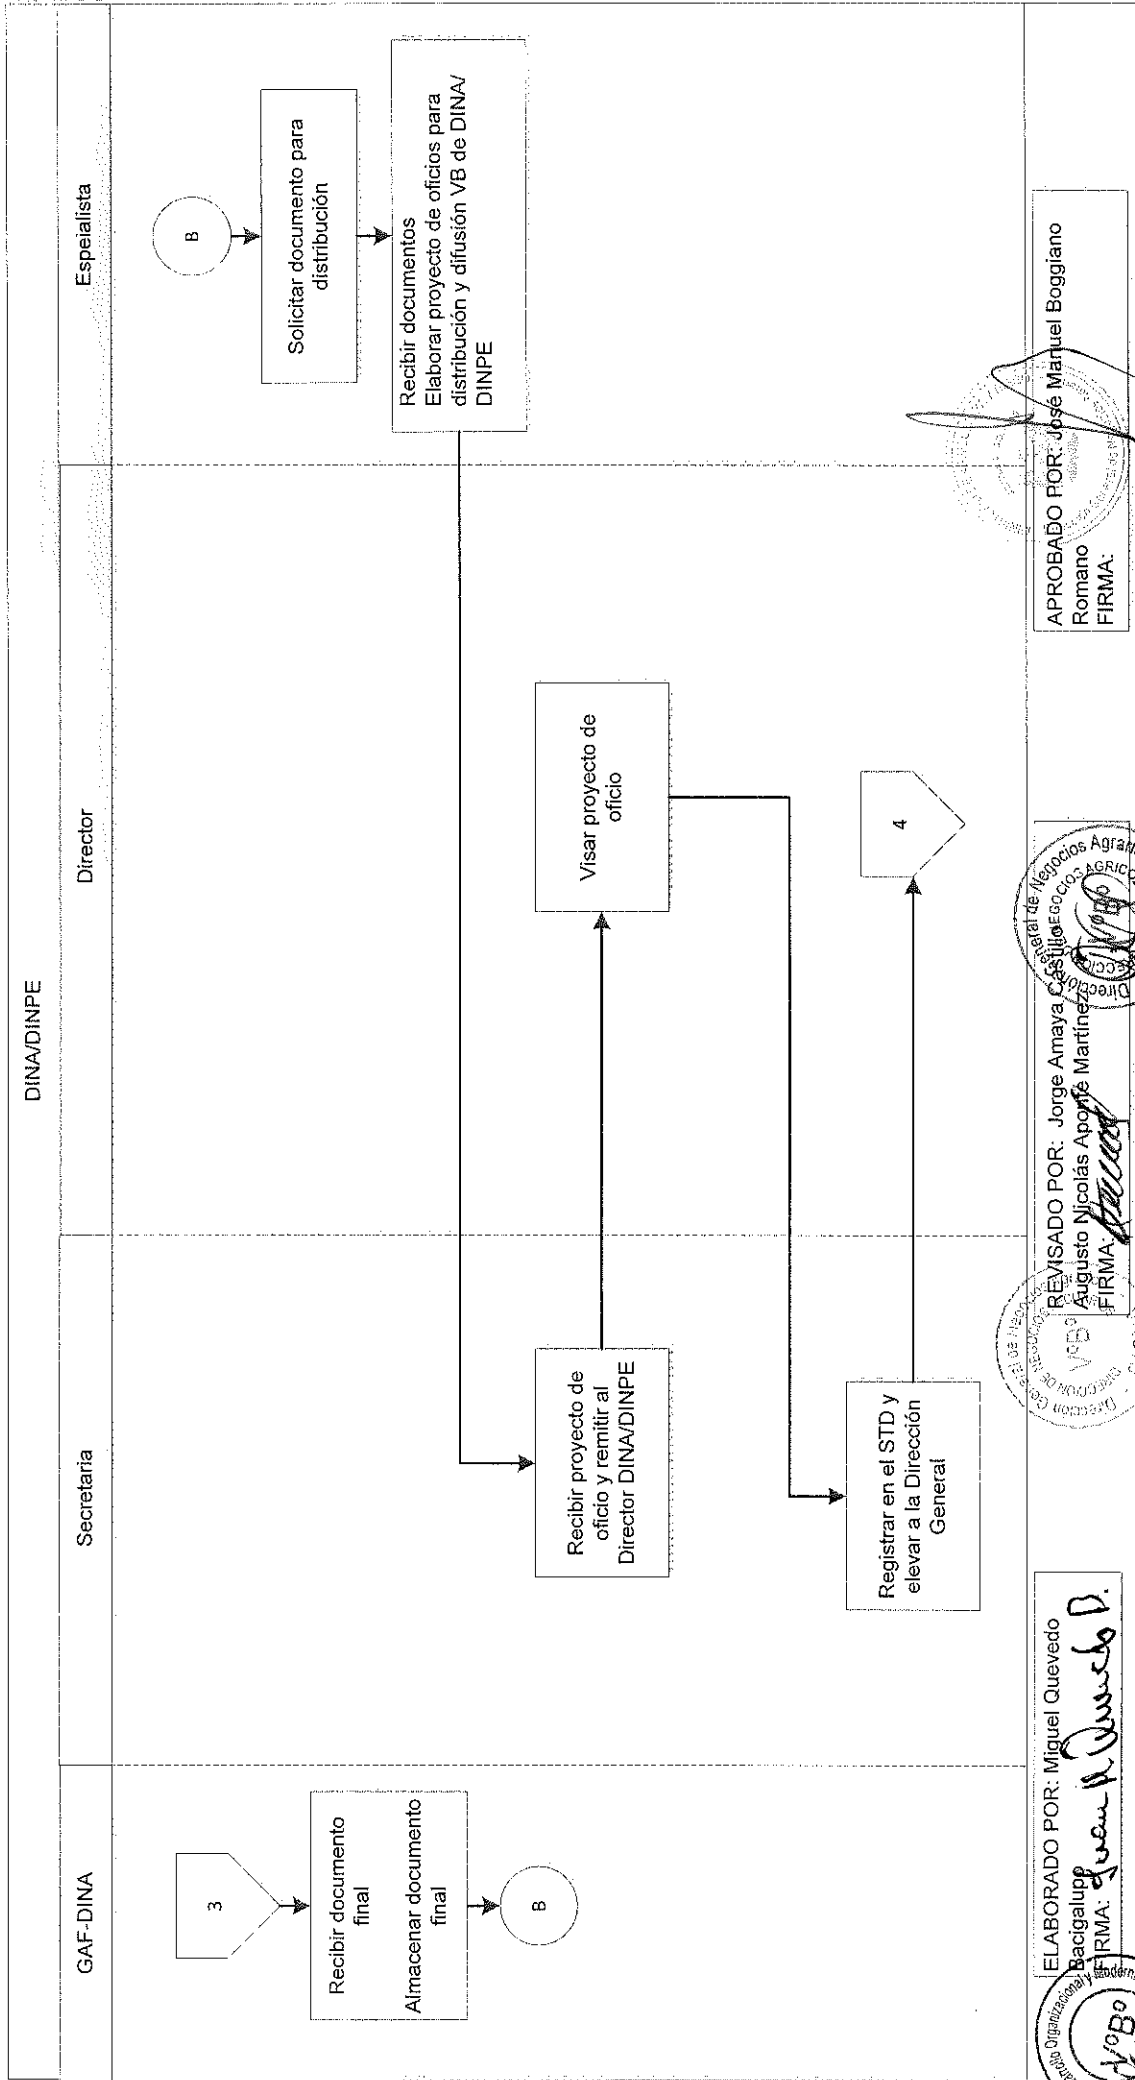 DINA/DINPE
GAF-DINA
Secretaria
Director
Espeialista
3
Recibir documento
final
Almacenar documento
final
B
B
Solicitar documento para
distribución
Recibir documentos
Elaborar proyecto de oficios para
distribución y difusión VB de DINA/
DINPE
Recibir proyecto de
oficio y remitir al
Director DINA/DINPE
Visar proyecto de
oficio
Registrar en el STD y
elevar a la Dirección
General
4
ELABORADO POR: Miguel Quevedo
Bacigalupo
FIRMA:
VºBº
REVISADO POR: Jorge Amaya Castillo
Augusto Nicolás Aponte Martínez
FIRMA:
VºBº
APROBADO POR: José Manuel Boggiano
Romano
FIRMA: